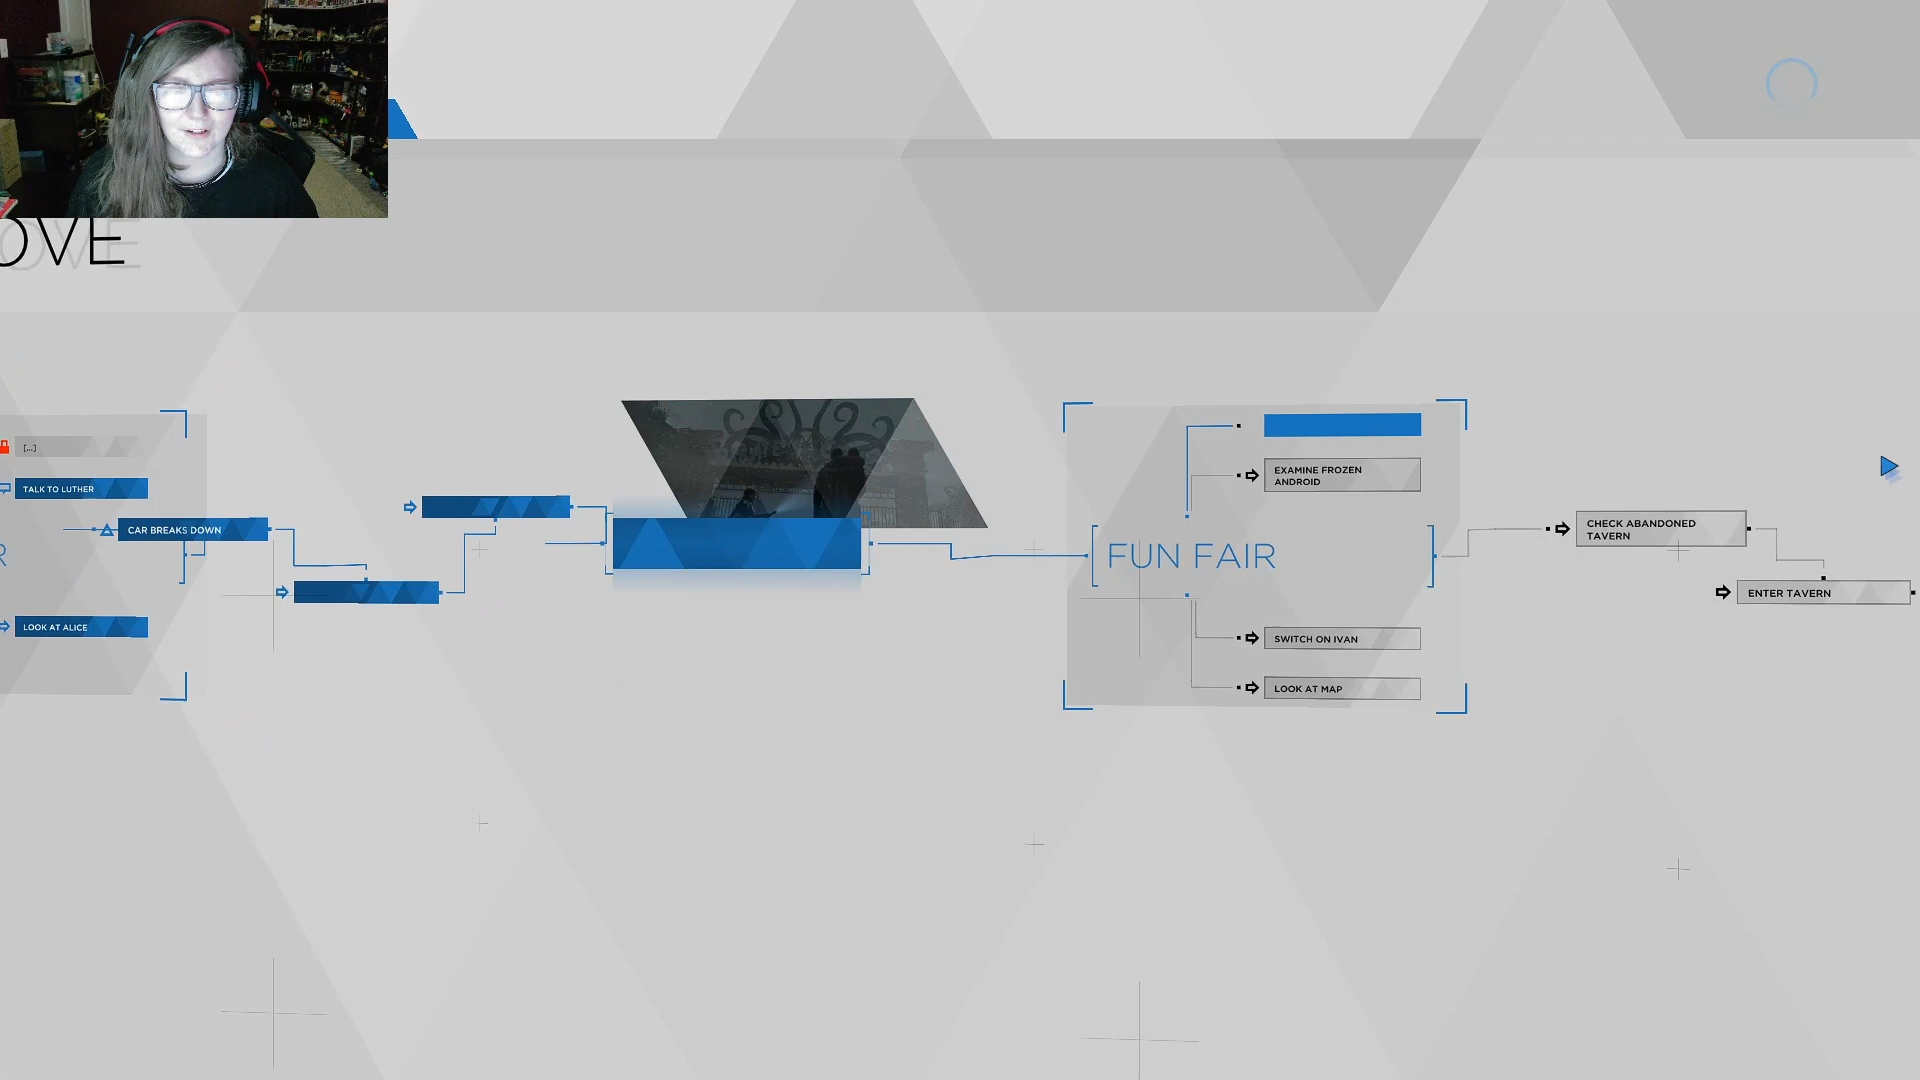 OVE
[...]
TALK TO LUTHER
CAR BREAKS DOWN
LOOK AT ALICE
EXAMINE FROZEN
ANDROID
FUN FAIR
SWITCH ON IVAN
LOOK AT MAP
CHECK ABANDONED
TAVERN
ENTER TAVERN